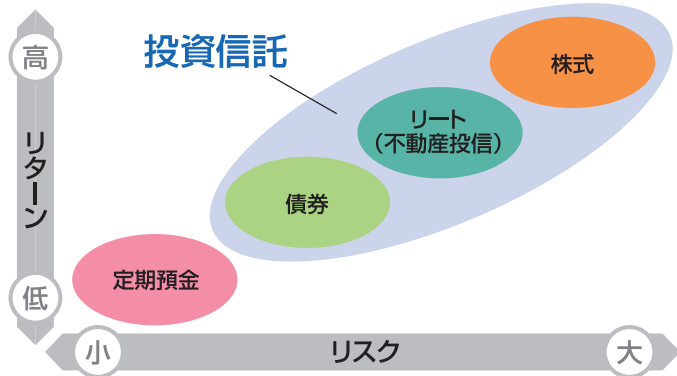 高
投資信託
株式
リート
（不動産投信）
リターン
債券
定期預金
低
小
リスク
大